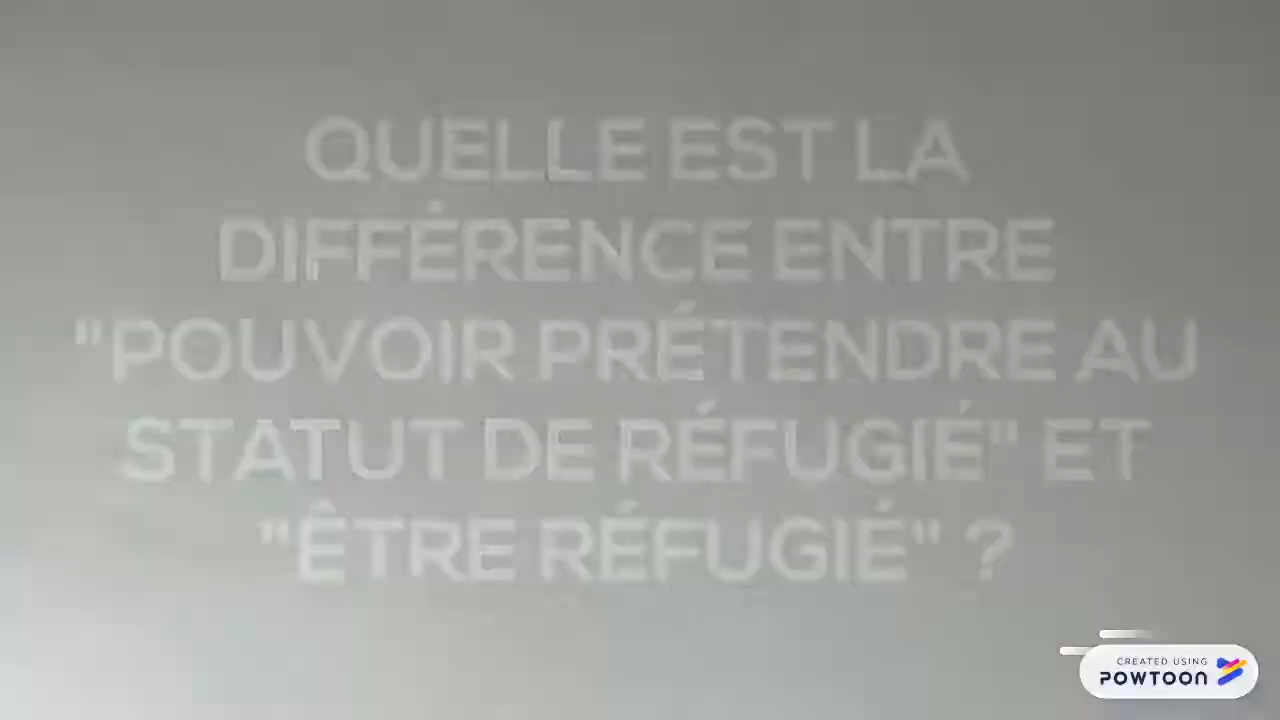 QUELLE EST LA
DIFFÉRENCE ENTRE
"POUVOIR PRÉTENDRE AU
STATUT DE RÉFUGIÉ" ET
"ÊTRE RÉFUGIÉ" ?
CREATED USING
POWTOON